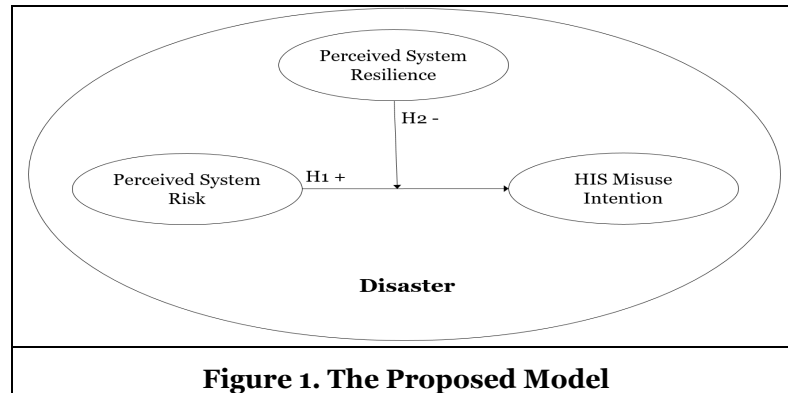 Perceived System
Resilience
H2 -
Perceived System
Risk
H1 +
HIS Misuse
Intention
Disaster
Figure 1. The Proposed Model